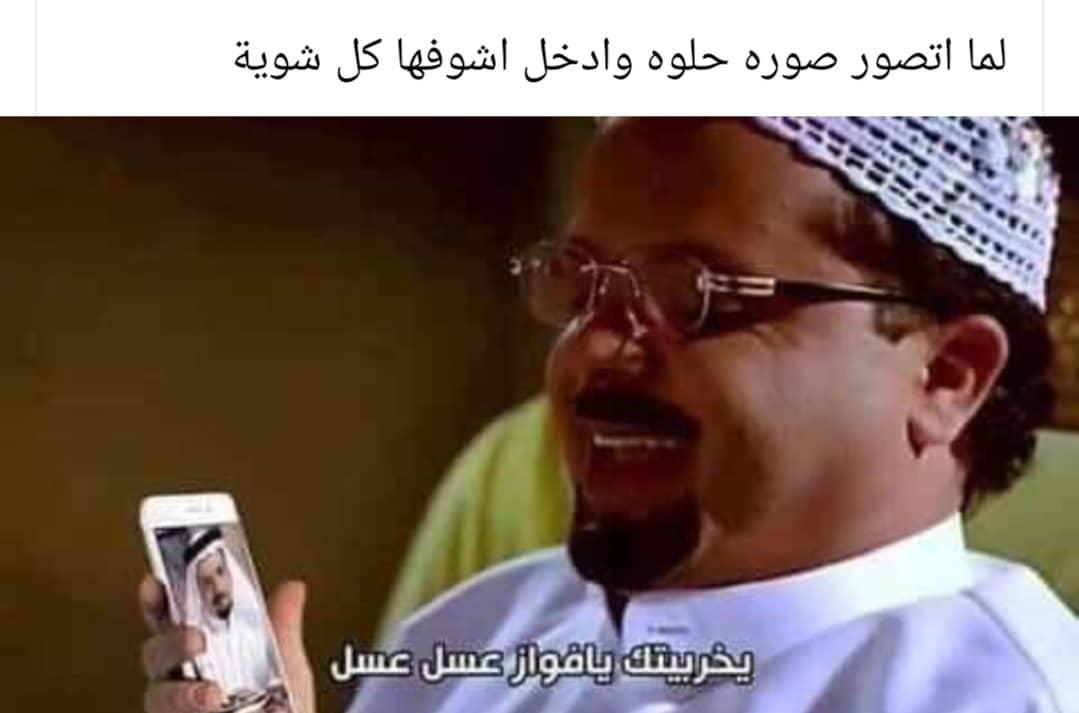 لما اتصور صوره حلوه وادخل اشوفها كل شوية
يخربيتك يافواز عسل عسل